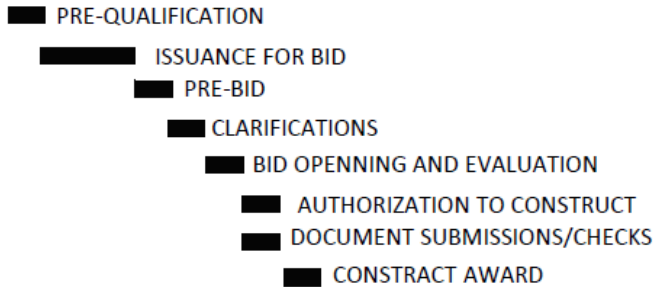 PRE-QUALIFICATION
ISSUANCE FOR BID
PRE-BID
CLARIFICATIONS
BID OPENNING AND EVALUATION
AUTHORIZATION TO CONSTRUCT
DOCUMENT SUBMISSIONS/CHECKS
CONSTRACT AWARD